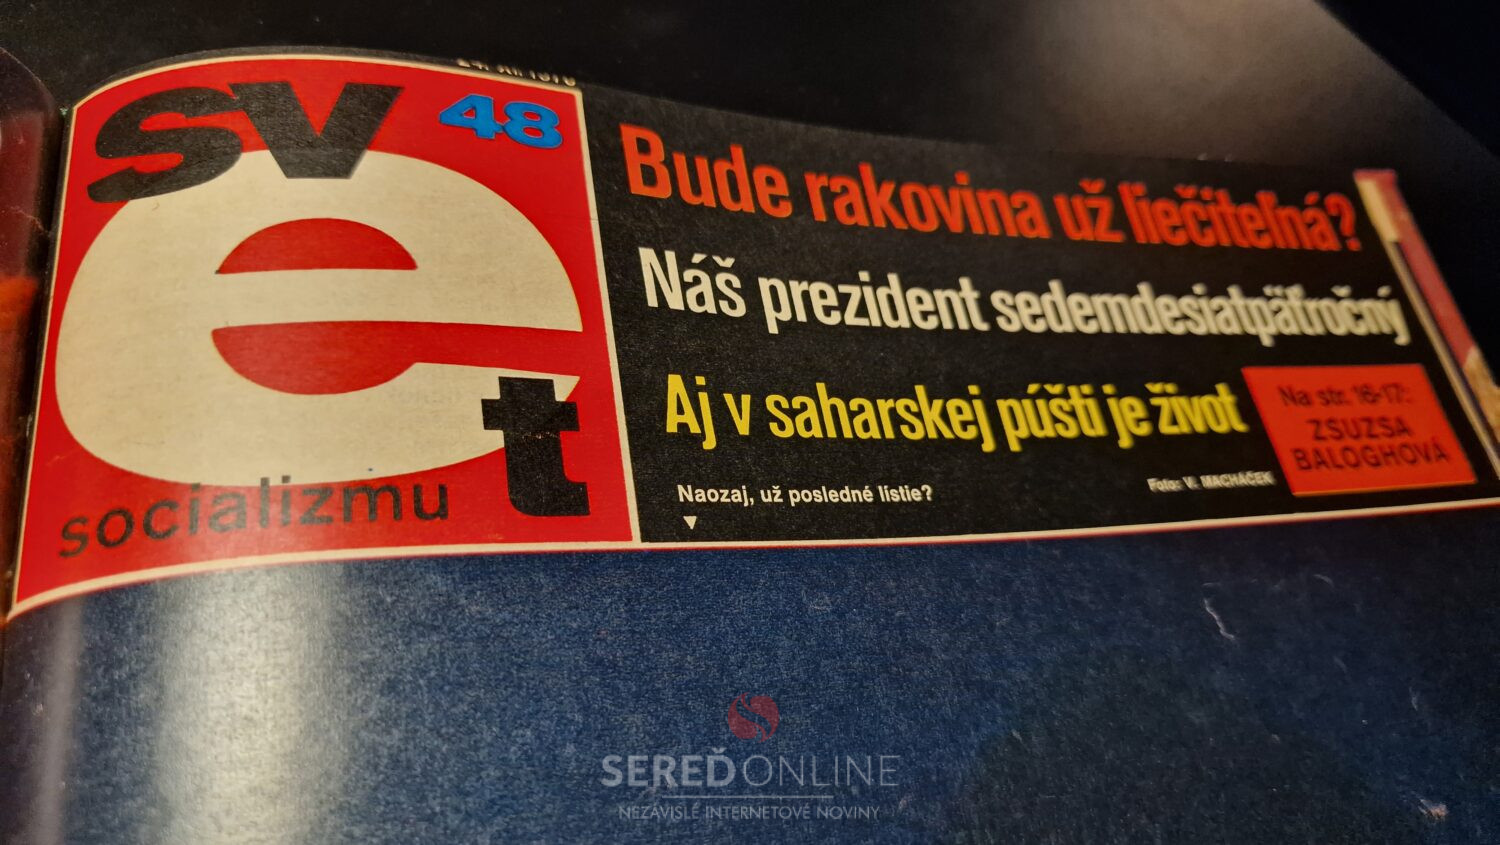 svet
48
socializmu
Bude rakovina už liečiteľná?
Náš prezident sedemdesiatpäťročný
Aj v saharskej púšti je život
Naozaj, už posledné lístie?
Foto: V. MACHÁČEK
Na str. 16-17:
ZSUZSA
BALOGHOVÁ
SEREĎONLINE
NEZÁVISLÉ INTERNETOVÉ NOVINY